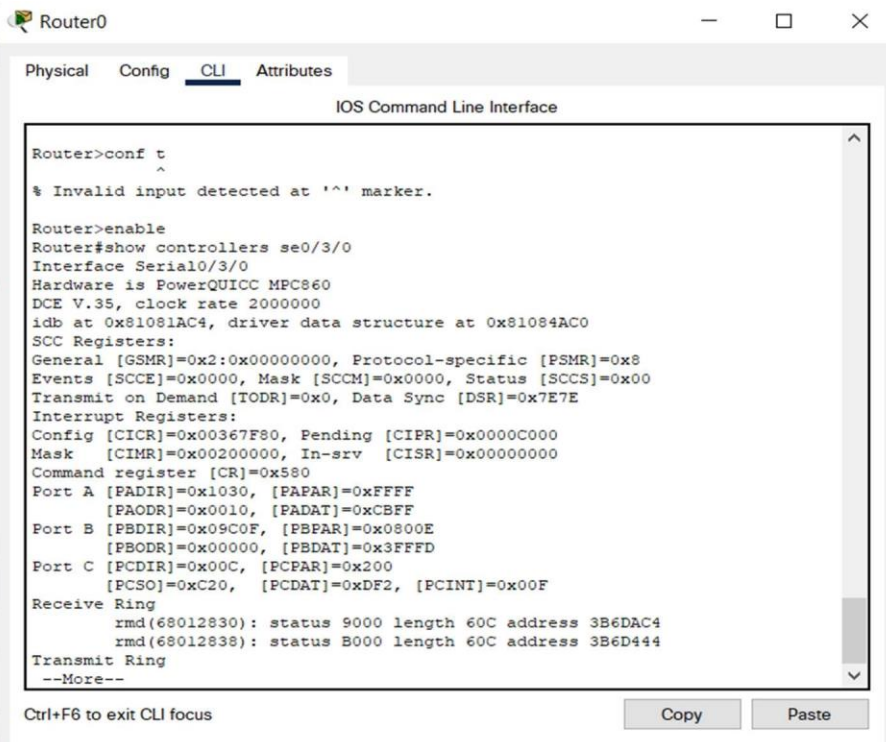 Router0
Physical Config CLI Attributes
IOS Command Line Interface
Router>conf t
^
% Invalid input detected at '^' marker.
Router>enable
Router#show controllers se0/3/0
Interface Serial0/3/0
Hardware is PowerQUICC MPC860
DCE V.35, clock rate 2000000
idb at 0x81081AC4, driver data structure at 0x81084AC0
SCC Registers:
General [GSMR]=0x2:0x00000000, Protocol-specific [PSMR]=0x8
Events [SCCE]=0x0000, Mask [SCCM]=0x0000, Status [SCCS]=0x00
Transmit on Demand [TODR]=0x0, Data Sync [DSR]=0x7E7E
Interrupt Registers:
Config [CICR]=0x00367F80, Pending [CIPR]=0x0000C000
Mask   [CIMR]=0x00200000, In-srv  [CISR]=0x00000000
Command register [CR]=0x580
Port A [PADIR]=0x1030, [PAPAR]=0xFFFF
       [PAODR]=0x0010, [PADAT]=0xCBFF
Port B [PBDIR]=0x09C0F, [PBPAR]=0x0800E
       [PBODR]=0x00000, [PBDAT]=0x3FFFD
Port C [PCDIR]=0x00C, [PCPAR]=0x200
       [PCSO]=0xC20,  [PCDAT]=0xDF2, [PCINT]=0x00F
Receive Ring
        rmd(68012830): status 9000 length 60C address 3B6DAC4
        rmd(68012838): status B000 length 60C address 3B6D444
Transmit Ring
 --More--
Ctrl+F6 to exit CLI focus
Copy Paste